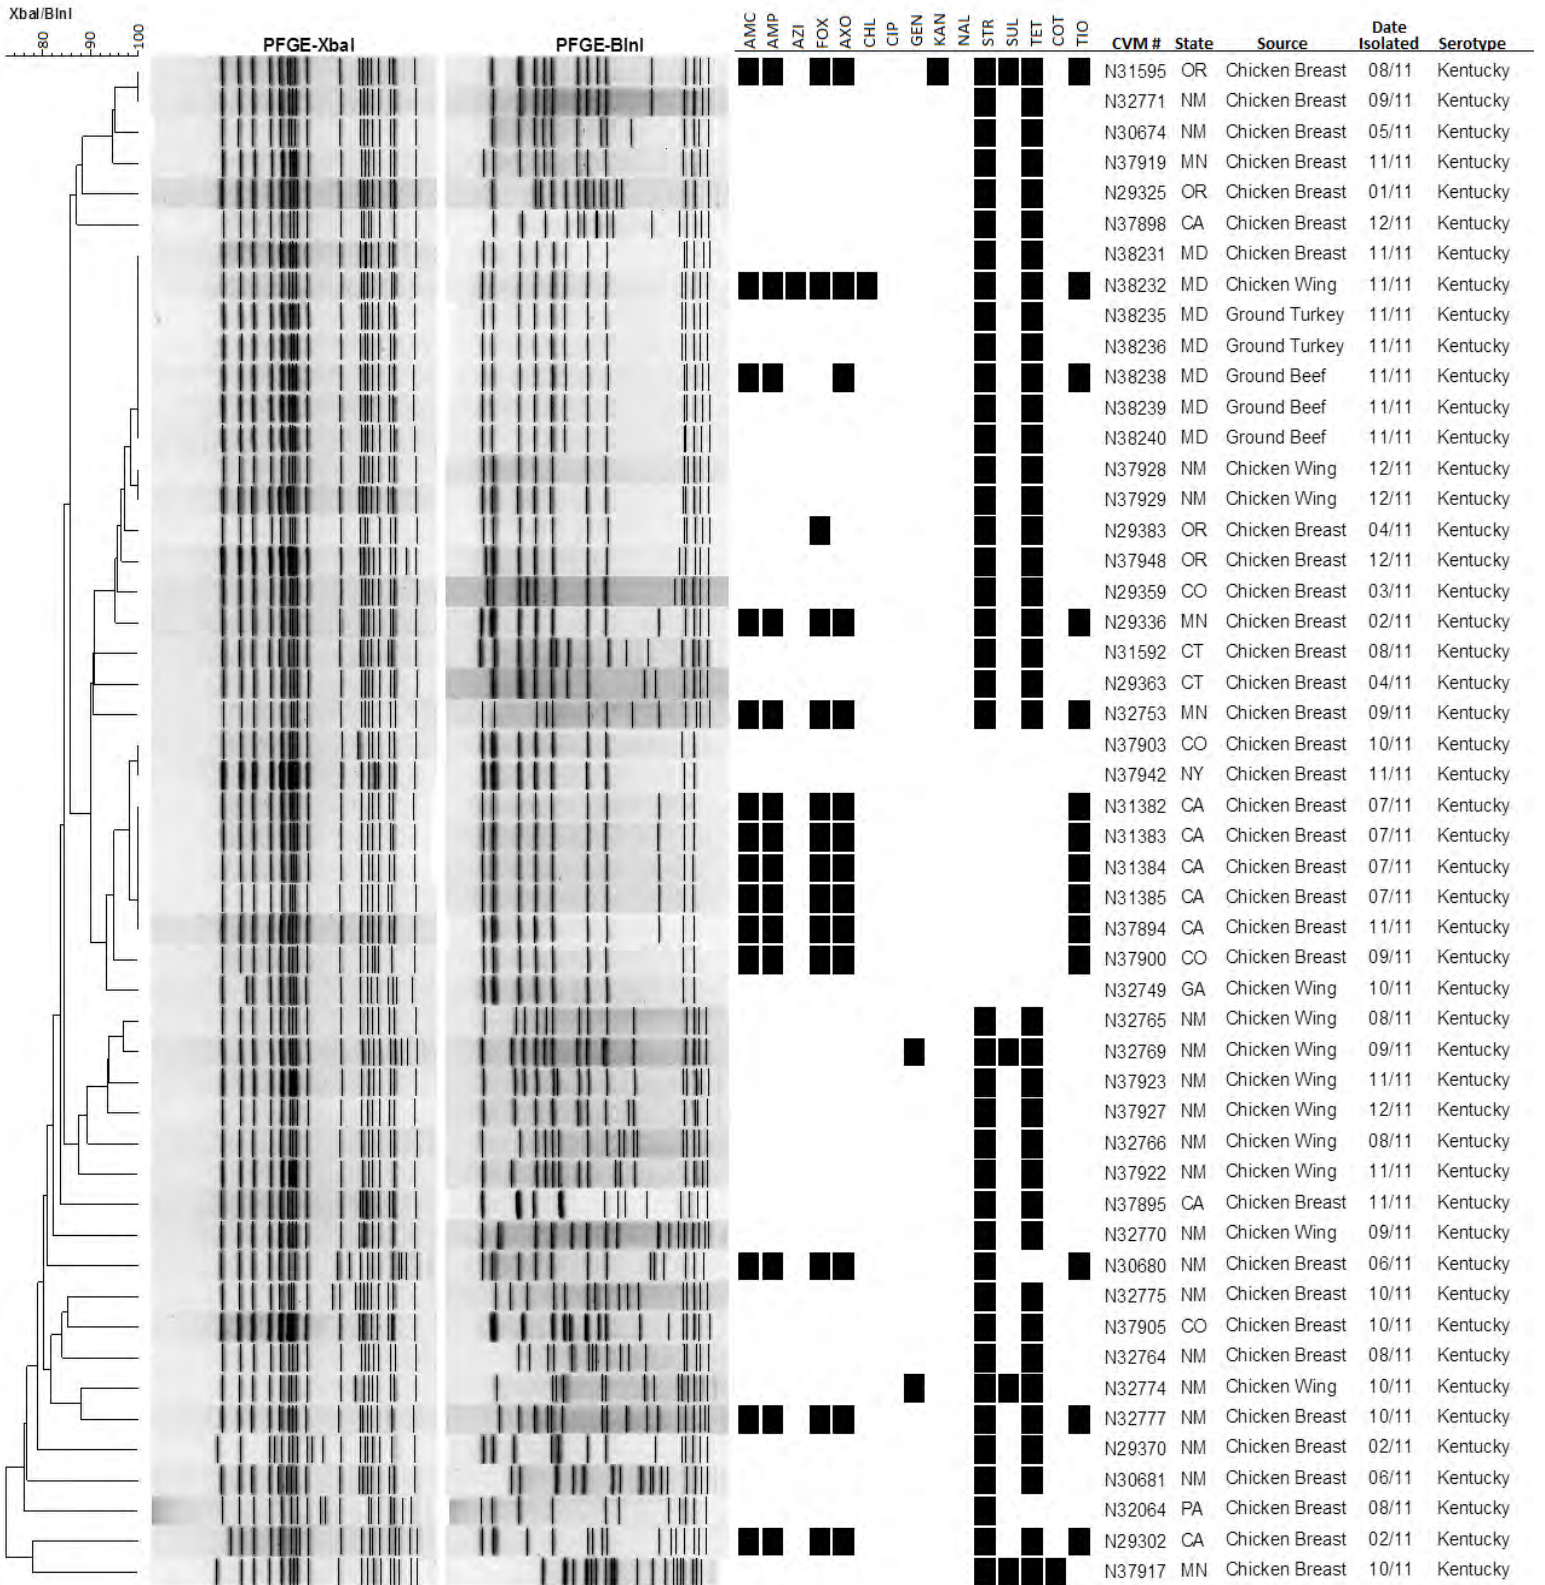 XbaI/BlnI
80 90 100 PFGE-XbaI PFGE-BlnI AMC AMP AZI FOX AXO CHL CIP GEN KAN NAL STR SUL TET COT TIO CVM # State Source Date Isolated Serotype
N31595 OR Chicken Breast 08/11 Kentucky
N32771 NM Chicken Breast 09/11 Kentucky
N30674 NM Chicken Breast 05/11 Kentucky
N37919 MN Chicken Breast 11/11 Kentucky
N29325 OR Chicken Breast 01/11 Kentucky
N37898 CA Chicken Breast 12/11 Kentucky
N38231 MD Chicken Breast 11/11 Kentucky
N38232 MD Chicken Wing 11/11 Kentucky
N38235 MD Ground Turkey 11/11 Kentucky
N38236 MD Ground Turkey 11/11 Kentucky
N38238 MD Ground Beef 11/11 Kentucky
N38239 MD Ground Beef 11/11 Kentucky
N38240 MD Ground Beef 11/11 Kentucky
N37928 NM Chicken Wing 12/11 Kentucky
N37929 NM Chicken Wing 12/11 Kentucky
N29383 OR Chicken Breast 04/11 Kentucky
N37948 OR Chicken Breast 12/11 Kentucky
N29359 CO Chicken Breast 03/11 Kentucky
N29336 MN Chicken Breast 02/11 Kentucky
N31592 CT Chicken Breast 08/11 Kentucky
N29363 CT Chicken Breast 04/11 Kentucky
N32753 MN Chicken Breast 09/11 Kentucky
N37903 CO Chicken Breast 10/11 Kentucky
N37942 NY Chicken Breast 11/11 Kentucky
N31382 CA Chicken Breast 07/11 Kentucky
N31383 CA Chicken Breast 07/11 Kentucky
N31384 CA Chicken Breast 07/11 Kentucky
N31385 CA Chicken Breast 07/11 Kentucky
N37894 CA Chicken Breast 11/11 Kentucky
N37900 CO Chicken Breast 09/11 Kentucky
N32749 GA Chicken Wing 10/11 Kentucky
N32765 NM Chicken Wing 08/11 Kentucky
N32769 NM Chicken Wing 09/11 Kentucky
N37923 NM Chicken Wing 11/11 Kentucky
N37927 NM Chicken Wing 12/11 Kentucky
N32766 NM Chicken Wing 08/11 Kentucky
N37922 NM Chicken Wing 11/11 Kentucky
N37895 CA Chicken Breast 11/11 Kentucky
N32770 NM Chicken Wing 09/11 Kentucky
N30680 NM Chicken Breast 06/11 Kentucky
N32775 NM Chicken Breast 10/11 Kentucky
N37905 CO Chicken Breast 10/11 Kentucky
N32764 NM Chicken Breast 08/11 Kentucky
N32774 NM Chicken Wing 10/11 Kentucky
N32777 NM Chicken Breast 10/11 Kentucky
N29370 NM Chicken Breast 02/11 Kentucky
N30681 NM Chicken Breast 06/11 Kentucky
N32064 PA Chicken Breast 08/11 Kentucky
N29302 CA Chicken Breast 02/11 Kentucky
N37917 MN Chicken Breast 10/11 Kentucky